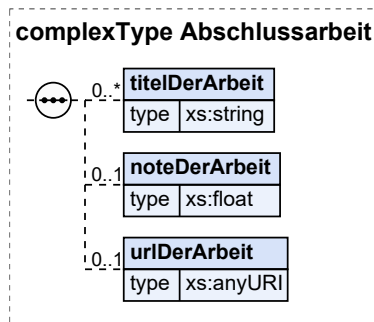 complexType Abschlussarbeit
0..* titelDerArbeit
type xs:string
0..1 noteDerArbeit
type xs:float
0..1 urlDerArbeit
type xs:anyURI